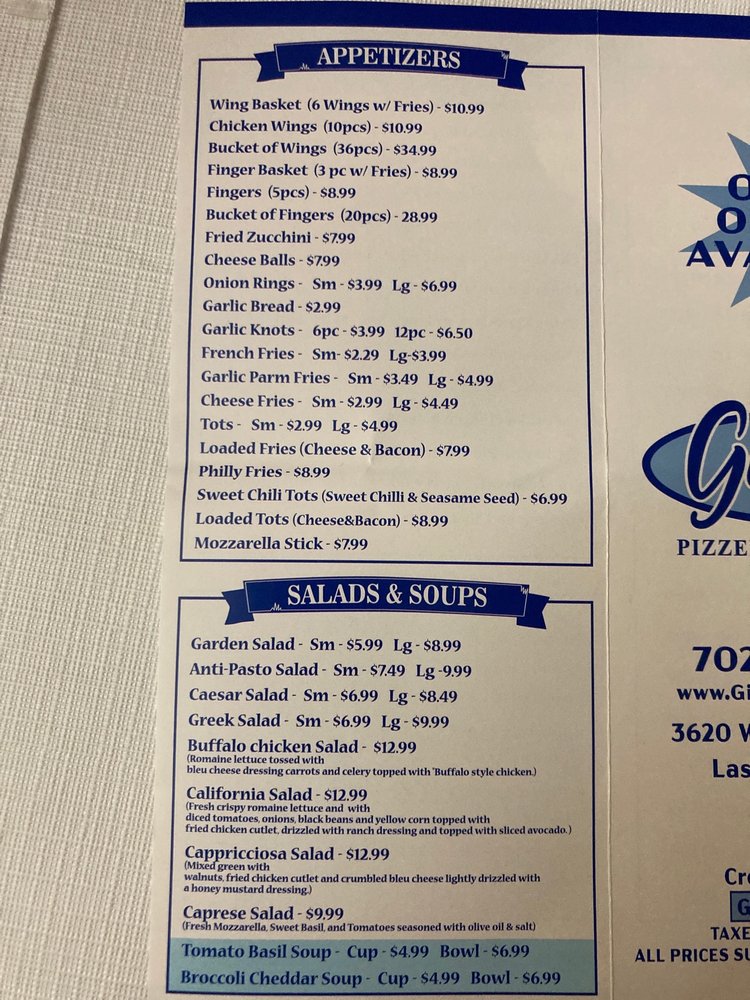 APPETIZERS
Wing Basket (6 Wings w/ Fries) - $10.99
Chicken Wings (10pcs) - $10.99
Bucket of Wings (36pcs) - $34.99
Finger Basket (3 pc w/ Fries) - $8.99
Fingers (5pcs) - $8.99
Bucket of Fingers (20pcs) - 28.99
Fried Zucchini - $7.99
Cheese Balls - $7.99
Onion Rings - Sm - $3.99 Lg - $6.99
Garlic Bread - $2.99
Garlic Knots - 6pc - $3.99 12pc - $6.50
French Fries - Sm- $2.29 Lg-$3.99
Garlic Parm Fries - Sm - $3.49 Lg - $4.99
Cheese Fries - Sm - $2.99 Lg - $4.49
Tots - Sm - $2.99 Lg - $4.99
Loaded Fries (Cheese & Bacon) - $7.99
Philly Fries - $8.99
Sweet Chili Tots (Sweet Chilli & Seasame Seed) - $6.99
Loaded Tots (Cheese&Bacon) - $8.99
Mozzarella Stick - $7.99
SALADS & SOUPS
Garden Salad - Sm - $5.99 Lg - $8.99
Anti-Pasto Salad - Sm - $7.49 Lg -9.99
Caesar Salad - Sm - $6.99 Lg - $8.49
Greek Salad - Sm - $6.99 Lg - $9.99
Buffalo chicken Salad - $12.99
(Romaine lettuce tossed with
bleu cheese dressing carrots and celery topped with "Buffalo style chicken.)
California Salad - $12.99
(Fresh crispy romaine lettuce and with
diced tomatoes, onions, black beans and yellow corn topped with
fried chicken cutlet, drizzled with ranch dressing and topped with sliced avocado.)
Cappricciosa Salad - $12.99
(Mixed green with
walnuts, fried chicken cutlet and crumbled bleu cheese lightly drizzled with
a honey mustard dressing.)
Caprese Salad - $9.99
(Fresh Mozzarella, Sweet Basil, and Tomatoes seasoned with olive oil & salt)
Tomato Basil Soup - Cup - $4.99 Bowl - $6.99
Broccoli Cheddar Soup - Cup - $4.99 Bowl - $6.99
O
O
AVA
G
PIZZE
702
www.Gi
3620 W
Las
Cre
G
TAXE
ALL PRICES SU